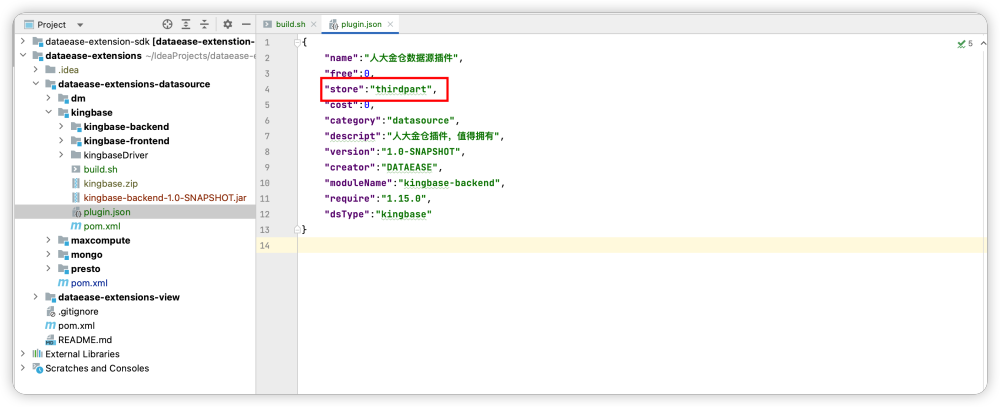 Project
build.sh
plugin.json
dataease-extension-sdk [dataease-extenstion-
dataease-extensions ~/IdeaProjects/dataease-e
.idea
dataease-extensions-datasource
dm
kingbase
kingbase-backend
kingbase-frontend
kingbaseDriver
build.sh
kingbase.zip
kingbase-backend-1.0-SNAPSHOT.jar
plugin.json
pom.xml
maxcompute
mongo
presto
pom.xml
dataease-extensions-view
.gitignore
pom.xml
README.md
External Libraries
Scratches and Consoles
5
1 {
2 "name":"人大金仓数据源插件",
3 "free":0,
4 "store":"thirdpart",
5 "cost":0,
6 "category":"datasource",
7 "descript":"人大金仓插件，值得拥有",
8 "version":"1.0-SNAPSHOT",
9 "creator":"DATAEASE",
10 "moduleName":"kingbase-backend",
11 "require":"1.15.0",
12 "dsType":"kingbase"
13 }
14